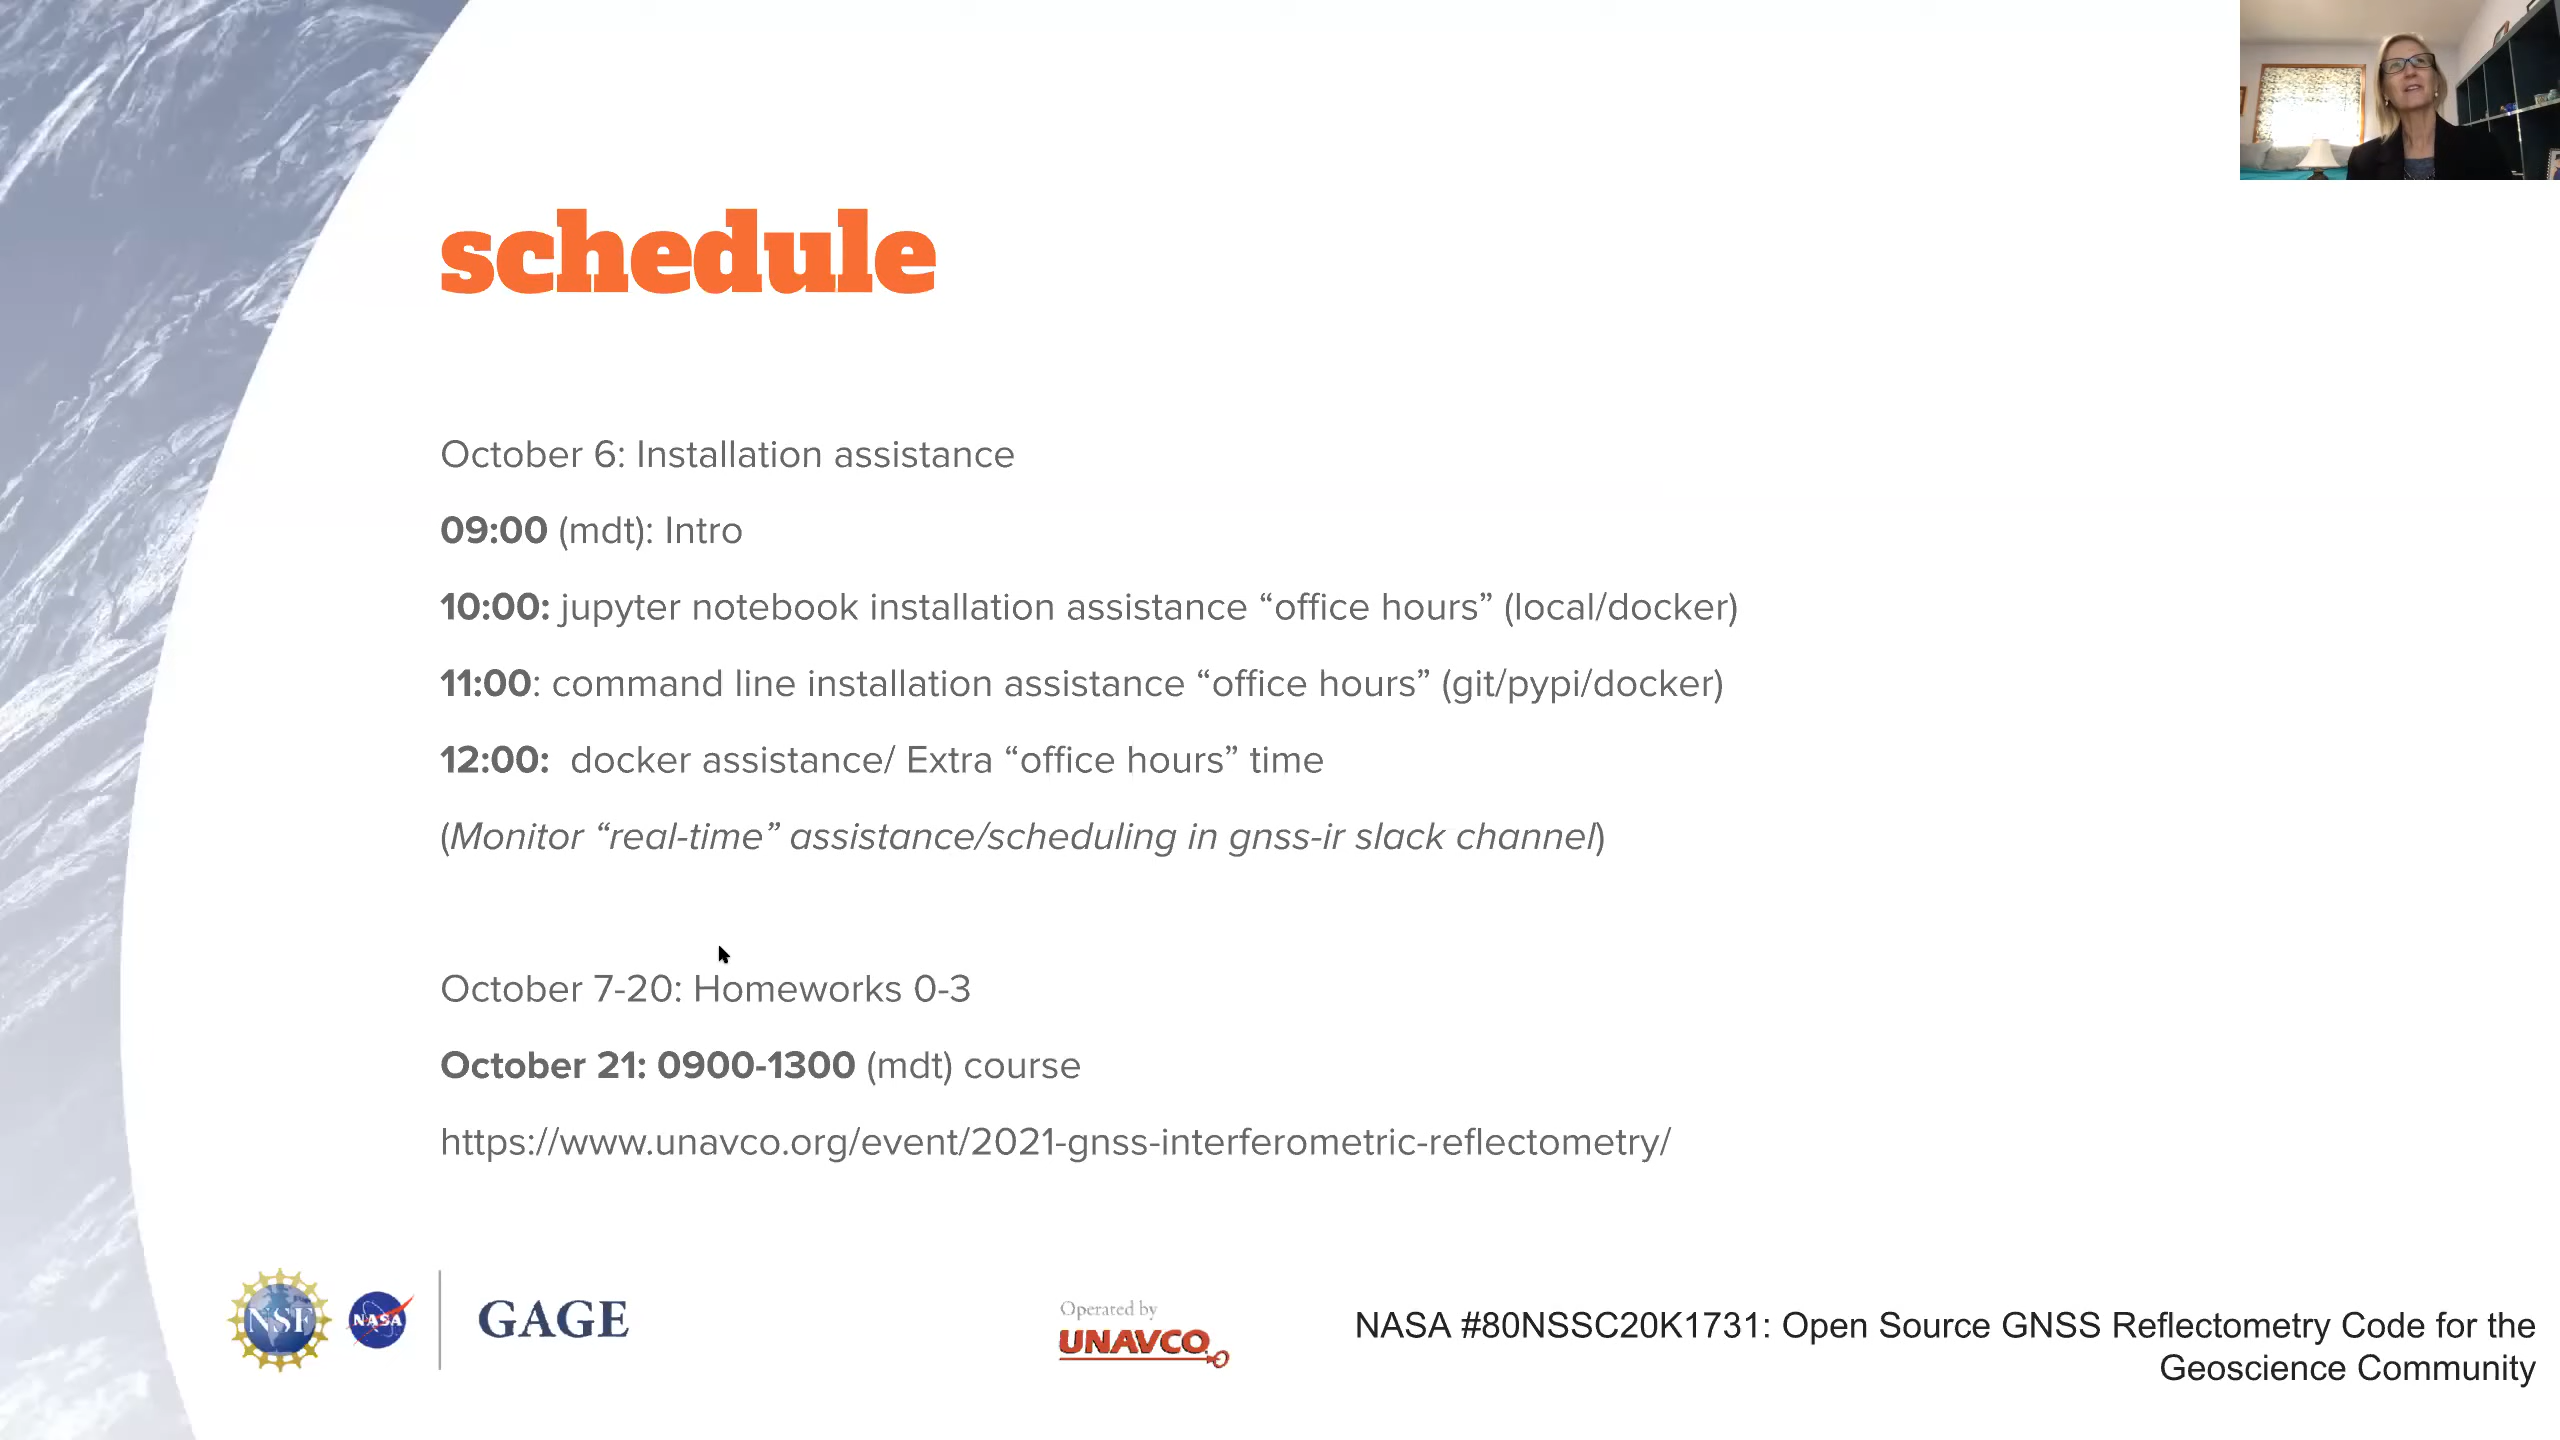 schedule
October 6: Installation assistance
09:00 (mdt): Intro
10:00: jupyter notebook installation assistance “office hours” (local/docker)
11:00: command line installation assistance “office hours” (git/pypi/docker)
12:00:  docker assistance/ Extra “office hours” time
(Monitor “real-time” assistance/scheduling in gnss-ir slack channel)
October 7-20: Homeworks 0-3
October 21: 0900-1300 (mdt) course
https://www.unavco.org/event/2021-gnss-interferometric-reflectometry/
NSF
NASA
GAGE
Operated by
UNAVCO
NASA #80NSSC20K1731: Open Source GNSS Reflectometry Code for the
Geoscience Community